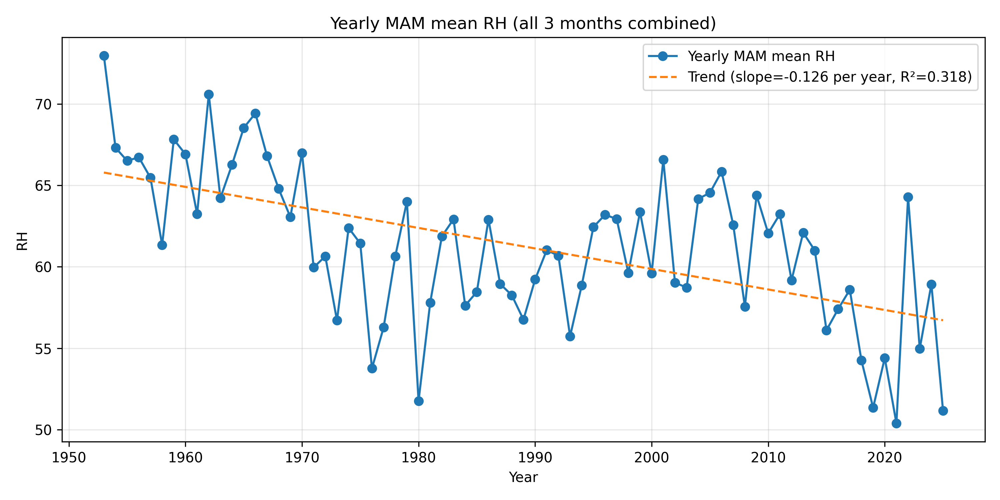 Yearly MAM mean RH (all 3 months combined)
Yearly MAM mean RH
Trend (slope=-0.126 per year, R²=0.318)
RH
70
65
60
55
50
1950 1960 1970 1980 1990 2000 2010 2020
Year